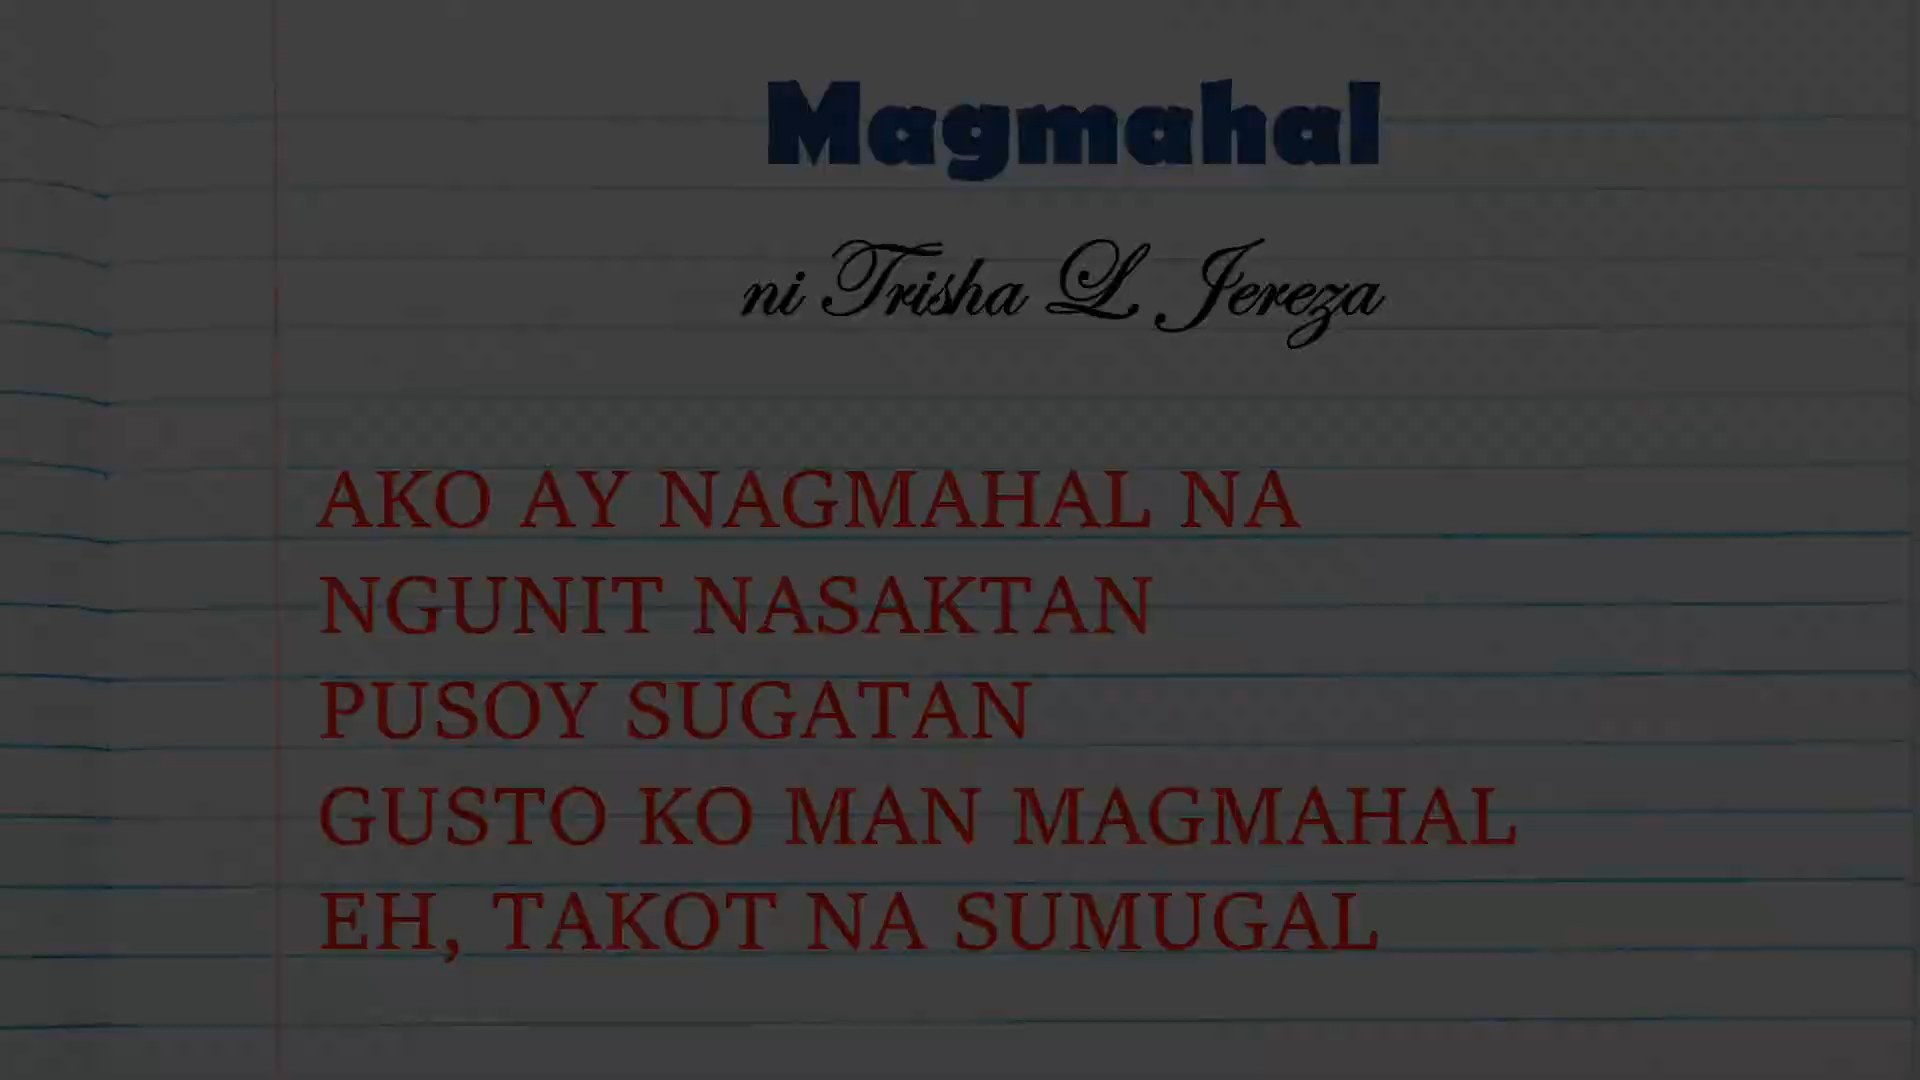 Magmahal
ni Trisha L Jereza
AKO AY NAGMAHAL NA
NGUNIT NASAKTAN
PUSOY SUGATAN
GUSTO KO MAN MAGMAHAL
EH, TAKOT NA SUMUGAL